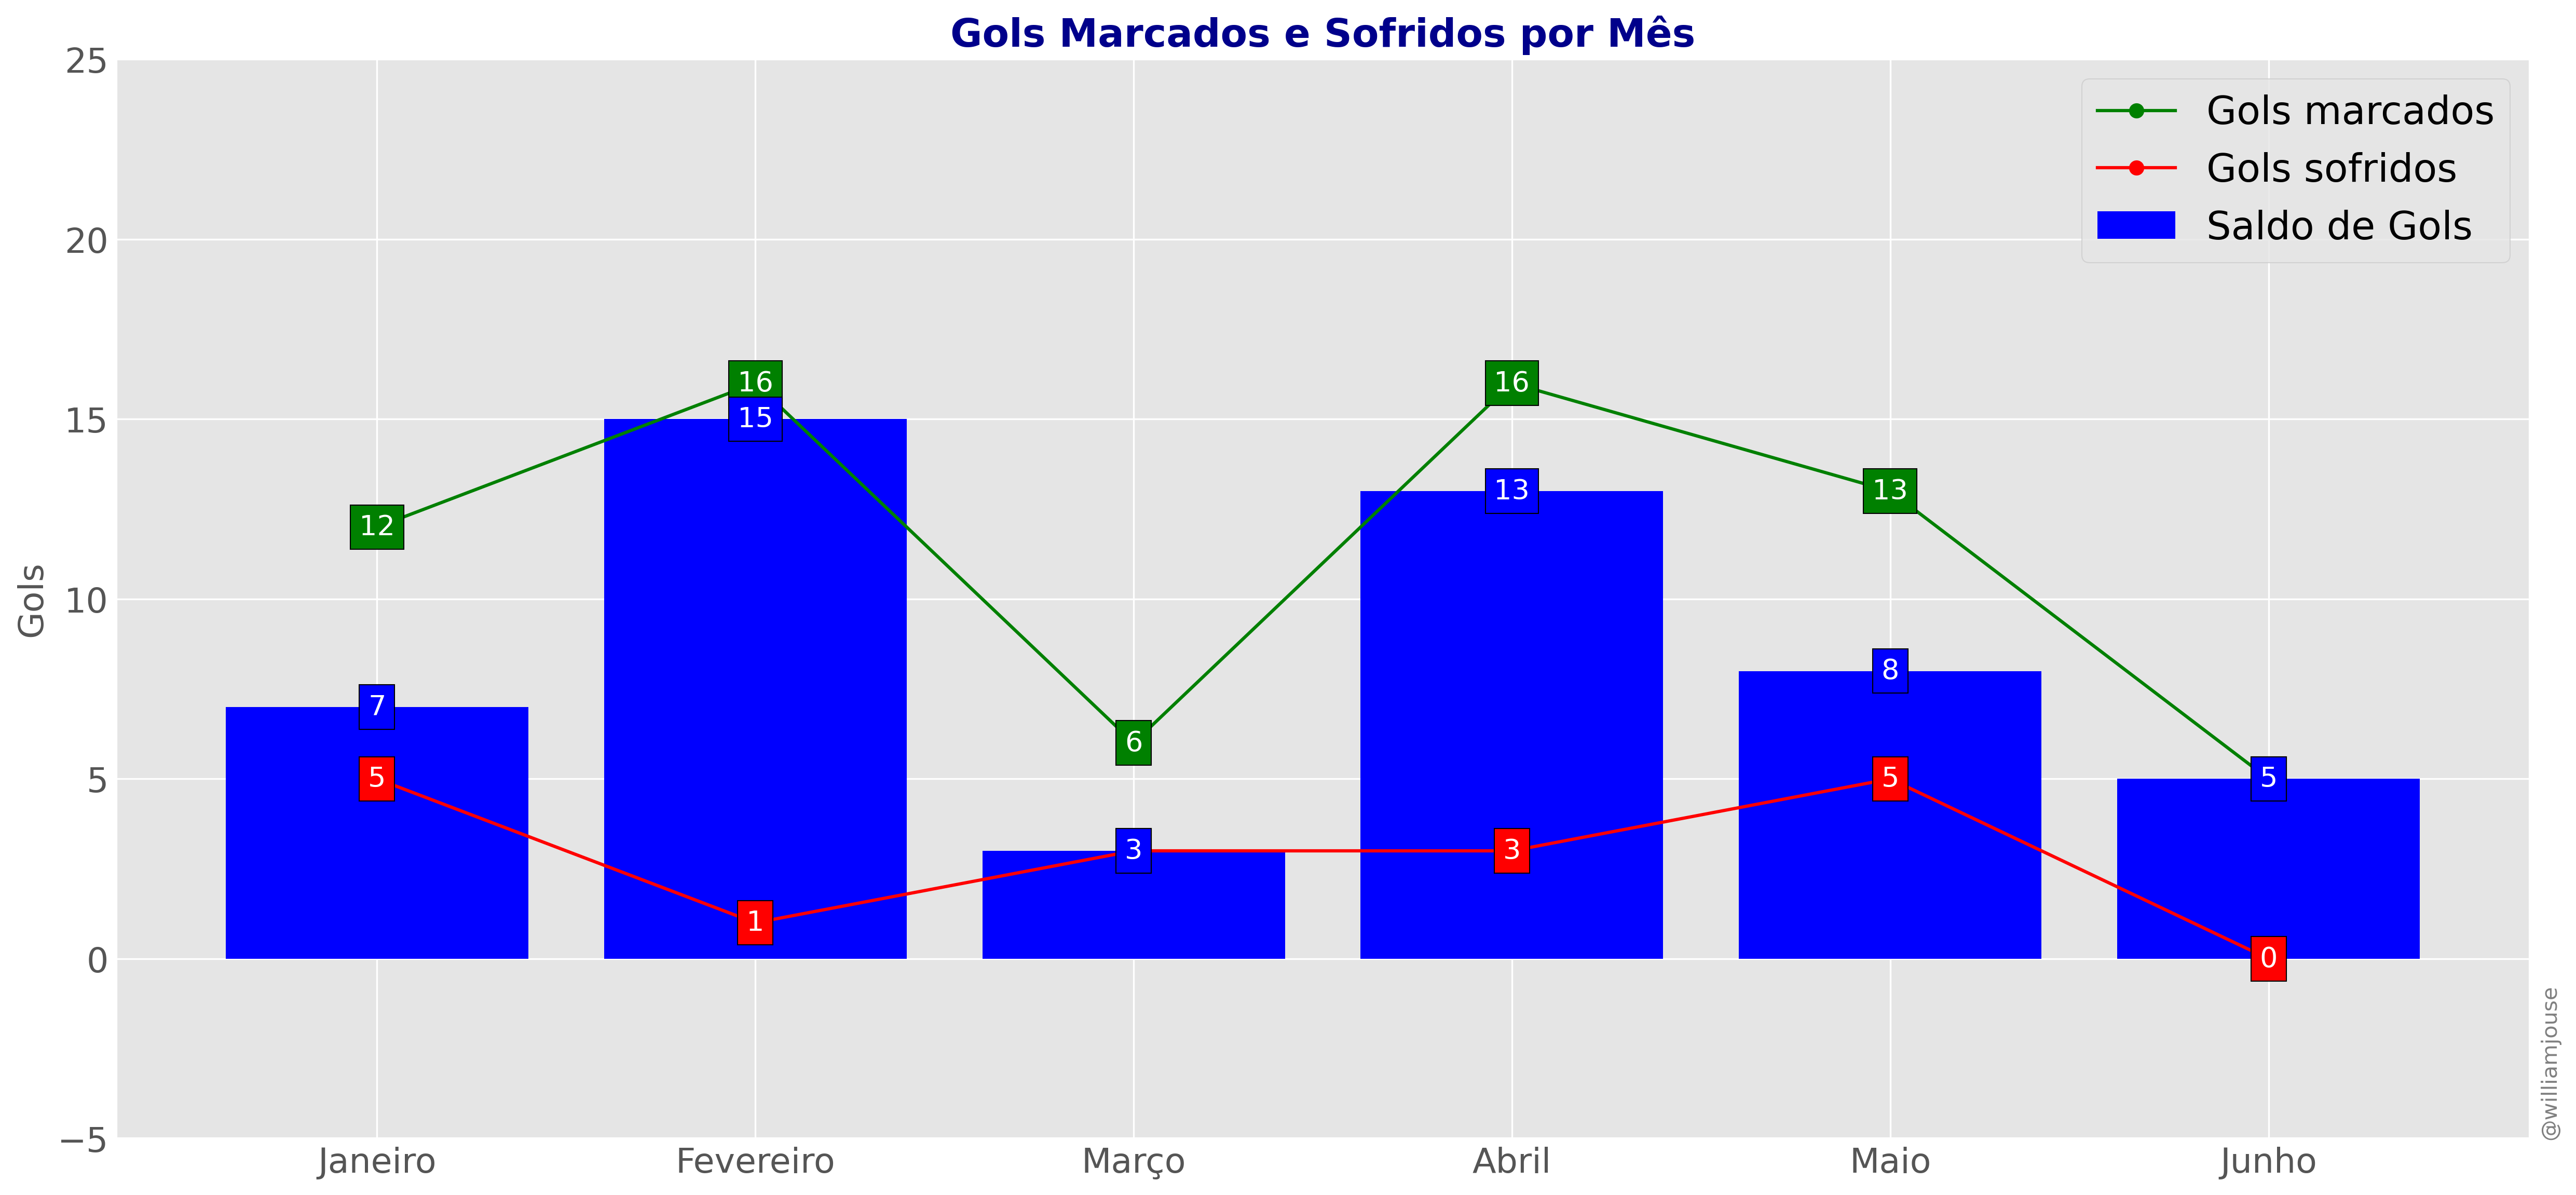 Gols Marcados e Sofridos por Mês
25
20
15
10
5
0
−5
Gols
Gols marcados
Gols sofridos
Saldo de Gols
12
16
6
16
13
7
15
3
13
8
5
5
1
3
5
0
Janeiro
Fevereiro
Março
Abril
Maio
Junho
@williamjouse